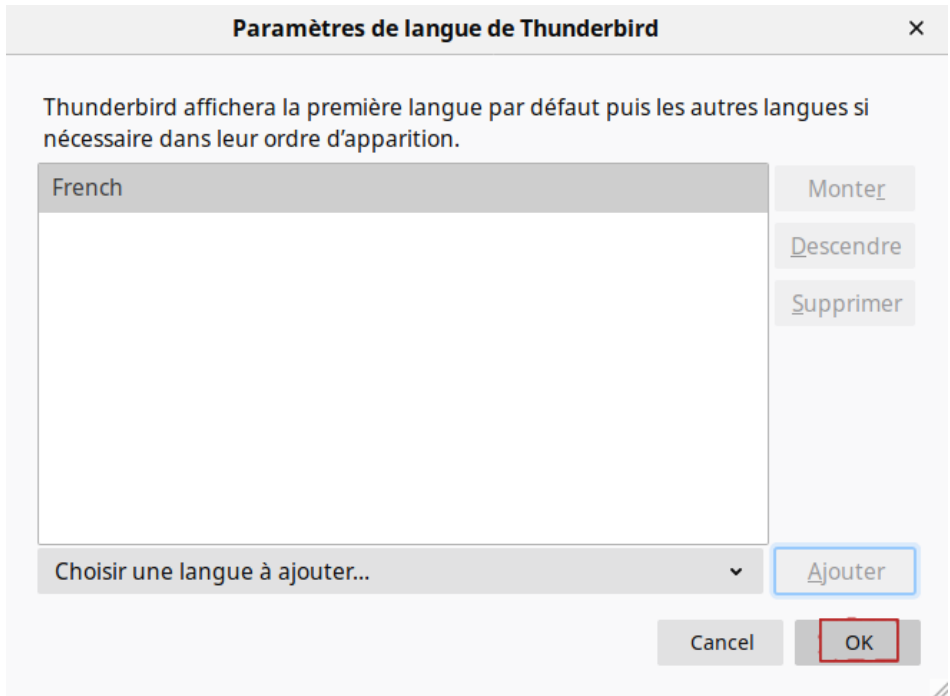 Paramètres de langue de Thunderbird
Thunderbird affichera la première langue par défaut puis les autres langues si
nécessaire dans leur ordre d’apparition.
French
Monter
Descendre
Supprimer
Choisir une langue à ajouter...
Ajouter
Cancel
OK